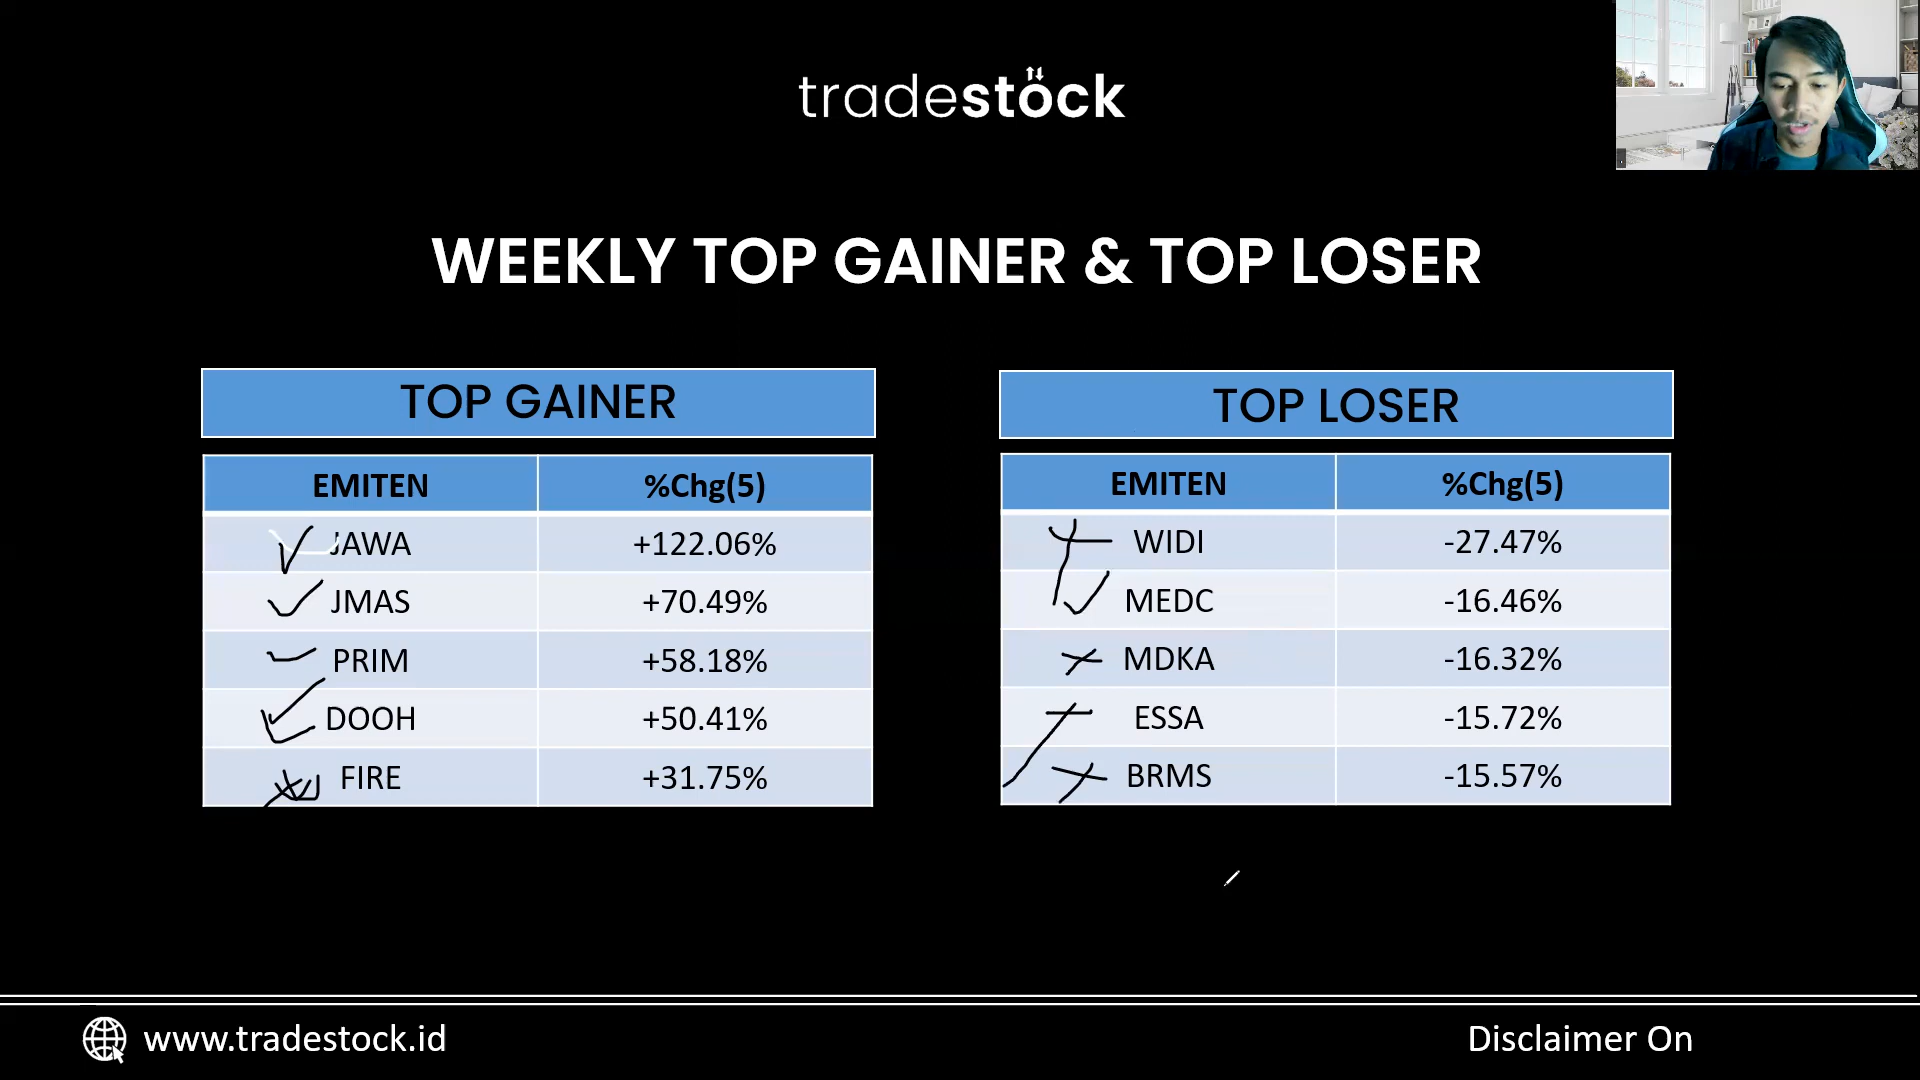 tradestock
WEEKLY TOP GAINER & TOP LOSER
TOP GAINER
EMITEN %Chg(5)
JAWA +122.06%
JMAS +70.49%
PRIM +58.18%
DOOH +50.41%
FIRE +31.75%
TOP LOSER
EMITEN %Chg(5)
WIDI -27.47%
MEDC -16.46%
MDKA -16.32%
ESSA -15.72%
BRMS -15.57%
www.tradestock.id
Disclaimer On